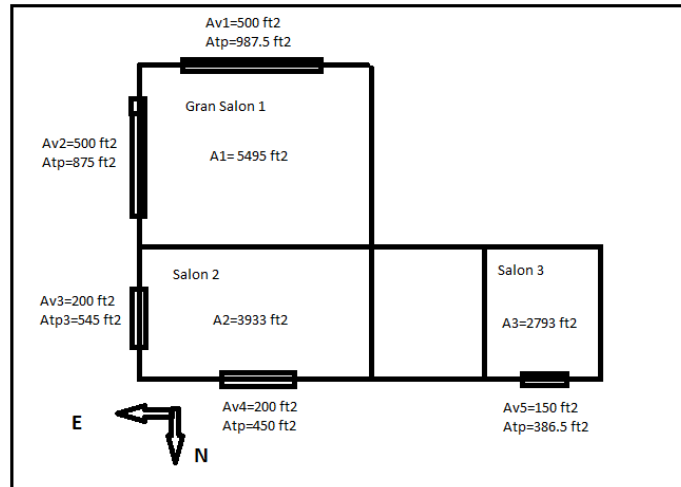 Av1=500 ft2
Atp=987.5 ft2
Gran Salon 1
Av2=500 ft2
Atp=875 ft2
A1= 5495 ft2
Salon 2
Salon 3
Av3=200 ft2
Atp3=545 ft2
A2=3933 ft2
A3=2793 ft2
Av4=200 ft2
Atp=450 ft2
Av5=150 ft2
Atp=386.5 ft2
E
N